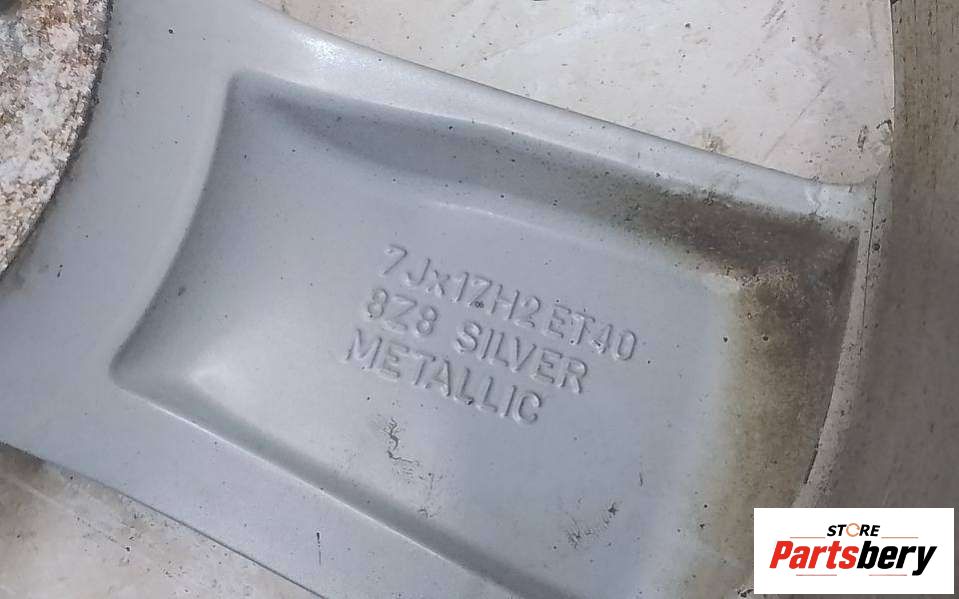 7Jx17H2 ET40
8Z8 SILVER
METALLIC
STORE
Partsbery